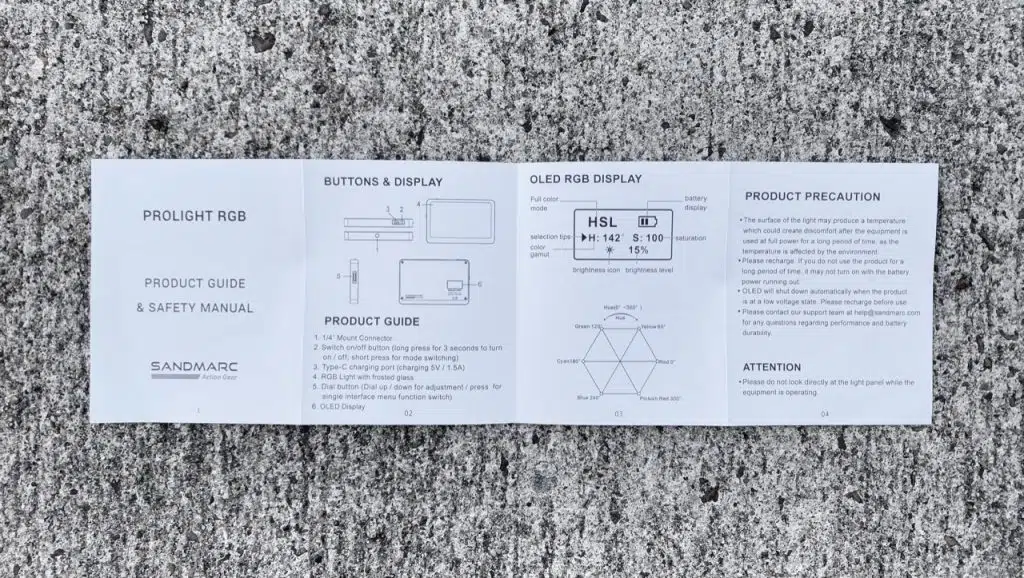 PROLIGHT RGB
PRODUCT GUIDE
& SAFETY MANUAL
SANDMARC
Action Gear
1
BUTTONS & DISPLAY
3 2
4
1
5
6
PRODUCT GUIDE
1. 1/4" Mount Connector
2. Switch on/off button (long press for 3 seconds to turn
on / off; short press for mode switching)
3. Type-C charging port (charging 5V / 1.5A)
4. RGB Light with frosted glass
5. Dial button (Dial up / down for adjustment / press for
single interface menu function switch)
6. OLED Display
02
OLED RGB DISPLAY
Full color
mode
battery
display
HSL
selection tips
H: 142° S: 100
saturation
color
gamut
15%
brightness icon brightness level
Hue
Green 120°
Yellow 60°
Cyan180°
Red 0°
Blue 240°
300°
03
PRODUCT PRECAUTION
• The surface of the light may produce a temperature
which could create discomfort after the equipment is
used at full power for a long period of time, as the
temperature is affected by the environment.
• Please recharge. If you do not use the product for a
long period of time, it may not turn on with the battery
power running out.
• OLED will shut down automatically when the product
is at a low voltage state. Please recharge before use.
• Please contact our support team at help@sandmarc.com
for any questions regarding performance and battery
durability.
ATTENTION
• Please do not look directly at the light panel while the
equipment is operating.
04